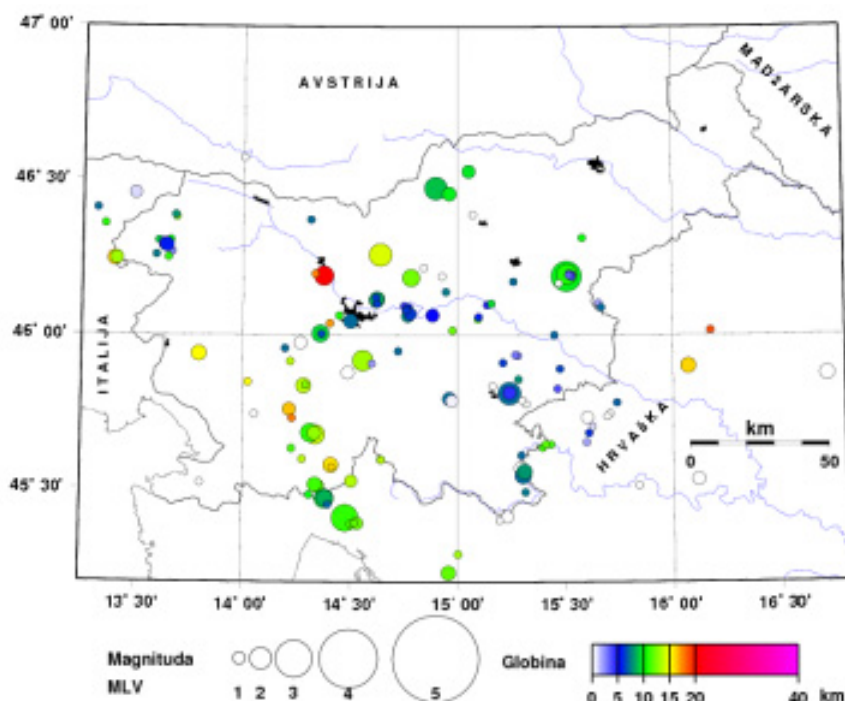 47° 00'
AVSTRIJA
MADŽARSKA
46° 30'
46° 00'
ITALIJA
HRVAŠKA
km
0 50
45° 30'
13° 30' 14° 00' 14° 30' 15° 00' 15° 30' 16° 00' 16° 30'
Magnituda
MLV
1 2 3 4 5
Globina
0 5 10 15 20 40 km